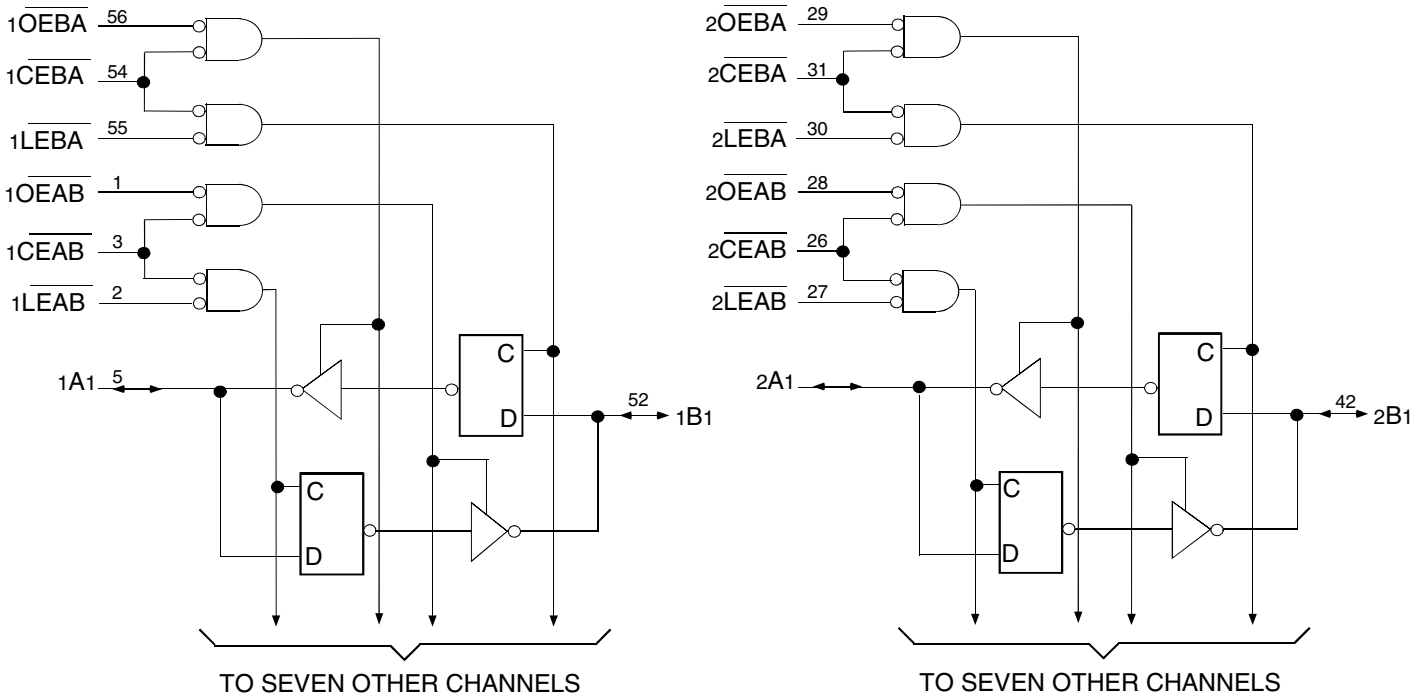 1OEBA 56
1CEBA 54
1LEBA 55
1OEAB 1
1CEAB 3
1LEAB 2
1A1 5
C
D
52 1B1
C
D
TO SEVEN OTHER CHANNELS
2OEBA 29
2CEBA 31
2LEBA 30
2OEAB 28
2CEAB 26
2LEAB 27
2A1
C
D
42 2B1
C
D
TO SEVEN OTHER CHANNELS